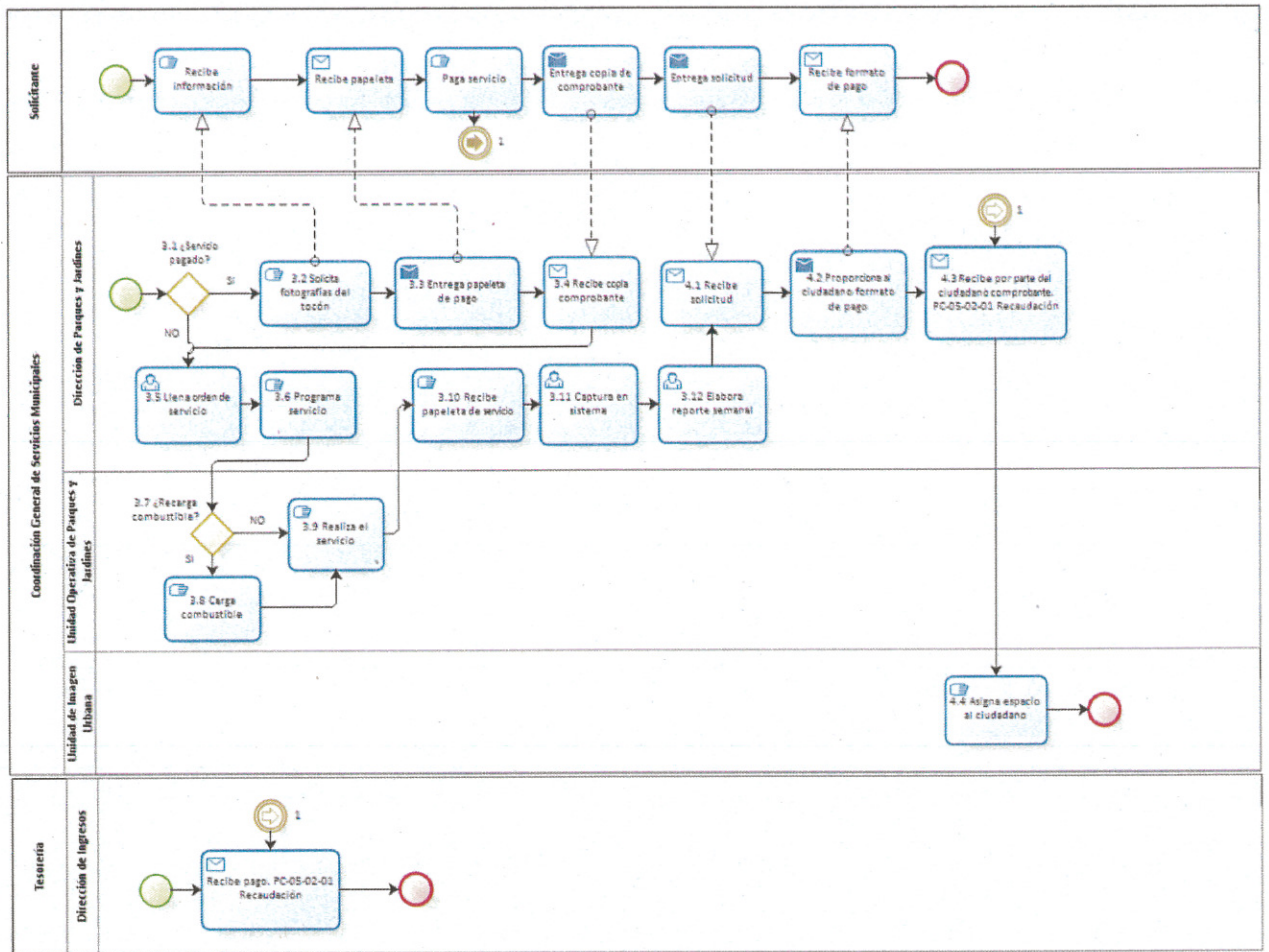 Solicitante
Recibe
información
Recibe papeleta
Paga servicio
Entrega copia de
comprobante
Entrega solicitud
Recibe formato
de pago
1
Coordinación General de Servicios Municipales
Dirección de Parques y Jardines
3.1 ¿Servicio
pagado?
SI
NO
3.2 Solicita
fotografías del
tocón
3.3 Entrega papeleta
de pago
3.4 Recibe copia
comprobante
4.1 Recibe
solicitud
4.2 Proporciona al
ciudadano formato
de pago
1
4.3 Recibe por parte del
ciudadano comprobante.
PC-05-02-01 Recaudación
3.5 Llena orden de
servicio
3.6 Programa
servicio
3.10 Recibe
papeleta de servicio
3.11 Captura en
sistema
3.12 Elabora
reporte semanal
Unidad Operativa de Parques y
Jardines
3.7 ¿Recarga
combustible?
NO
SI
3.9 Realiza el
servicio
3.8 Carga
combustible
Unidad de Imagen
Urbana
4.4 Asigna espacio
al ciudadano
Tesorería
Dirección de Ingresos
1
Recibe pago. PC-05-02-01
Recaudación